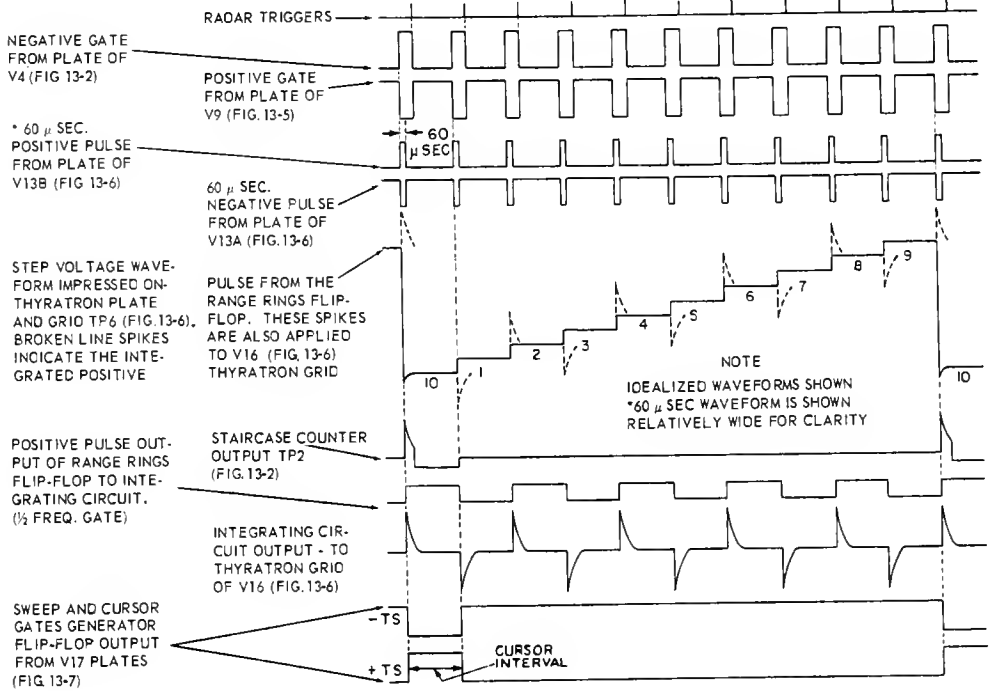 RADAR TRIGGERS
NEGATIVE GATE
FROM PLATE OF
V4 (FIG 13-2)
POSITIVE GATE
FROM PLATE OF
V9 (FIG.13-5)
* 60 μ SEC.
POSITIVE PULSE
FROM PLATE OF
V13B (FIG 13-6)
60
μ SEC
60 μ SEC.
NEGATIVE PULSE
FROM PLATE OF
V13A (FIG.13-6)
STEP VOLTAGE WAVE-
FORM IMPRESSED ON-
THYRATRON PLATE
AND GRID TP6 (FIG.13-6).
BROKEN LINE SPIKES
INDICATE THE INTE-
GRATED POSITIVE
PULSE FROM THE
RANGE RINGS FLIP-
FLOP. THESE SPIKES
ARE ALSO APPLIED
TO V16 (FIG, 13-6)
THYRATRON GRID
10
1
2
3
4
5
6
7
8
9
10
NOTE
IDEALIZED WAVEFORMS SHOWN
*60 μ SEC WAVEFORM IS SHOWN
RELATIVELY WIDE FOR CLARITY
STAIRCASE COUNTER
OUTPUT TP2
(FIG.13-2)
POSITIVE PULSE OUT-
PUT OF RANGE RINGS
FLIP-FLOP TO INTE-
GRATING CIRCUIT.
(½ FREQ. GATE)
INTEGRATING CIR-
CUIT OUTPUT - TO
THYRATRON GRID
OF V16 (FIG.13-6)
SWEEP AND CURSOR
GATES GENERATOR
FLIP-FLOP OUTPUT
FROM V17 PLATES
(FIG.13-7)
-TS
+TS
CURSOR
INTERVAL